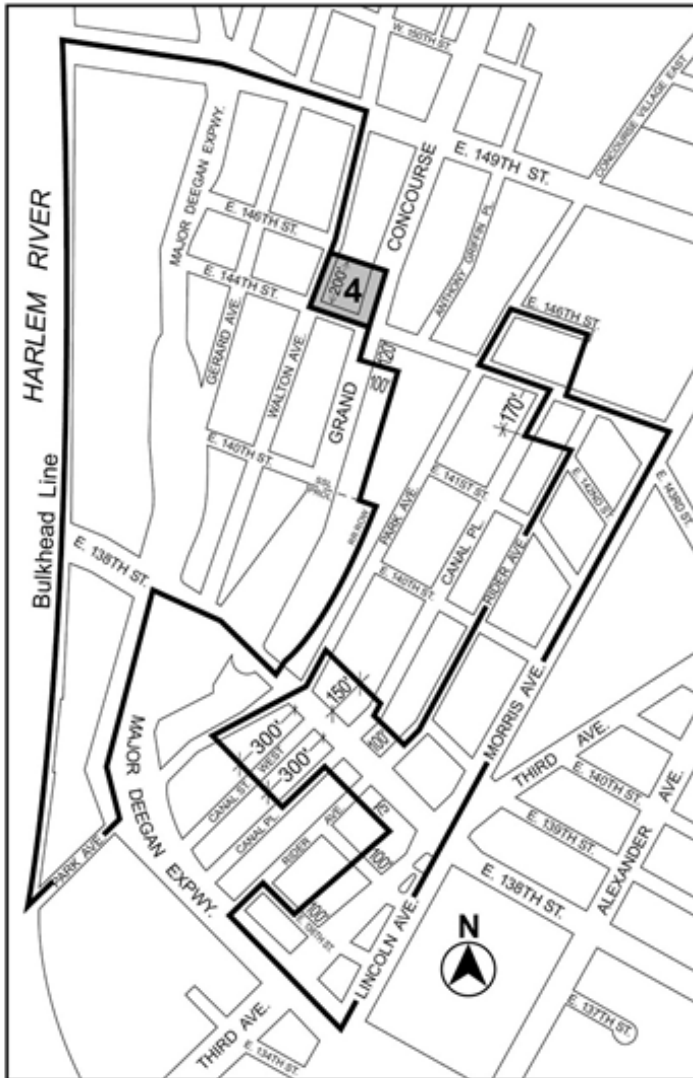 W. 150TH ST.
CONCOURSE VILLAGE EAST
MAJOR DEEGAN EXPWY.
CONCOURSE
E. 149TH ST.
HARLEM RIVER
E. 146TH ST.
ANTHONY GRIFFIN PL.
E. 144TH ST.
200'
4
E. 146TH ST.
GERARD AVE.
WALTON AVE.
120'
100'
GRAND
170'
E. 140TH ST.
E. 141ST ST.
E. 142ND ST.
E. 143RD ST.
Bulkhead Line
PARK AVE.
CANAL PL.
RIDER AVE.
E. 138TH ST.
E. 140TH ST.
150'
MORRIS AVE.
100'
THIRD AVE.
MAJOR DEEGAN EXPWY.
300'
WEST
300'
CANAL ST.
CANAL PL.
RIDER AVE.
E. 140TH ST.
E. 139TH ST.
E. 138TH ST.
ALEXANDER AVE.
PARK AVE.
100'
100'
E. 136TH ST.
LINCOLN AVE.
N
THIRD AVE.
E. 134TH ST.
E. 137TH ST.